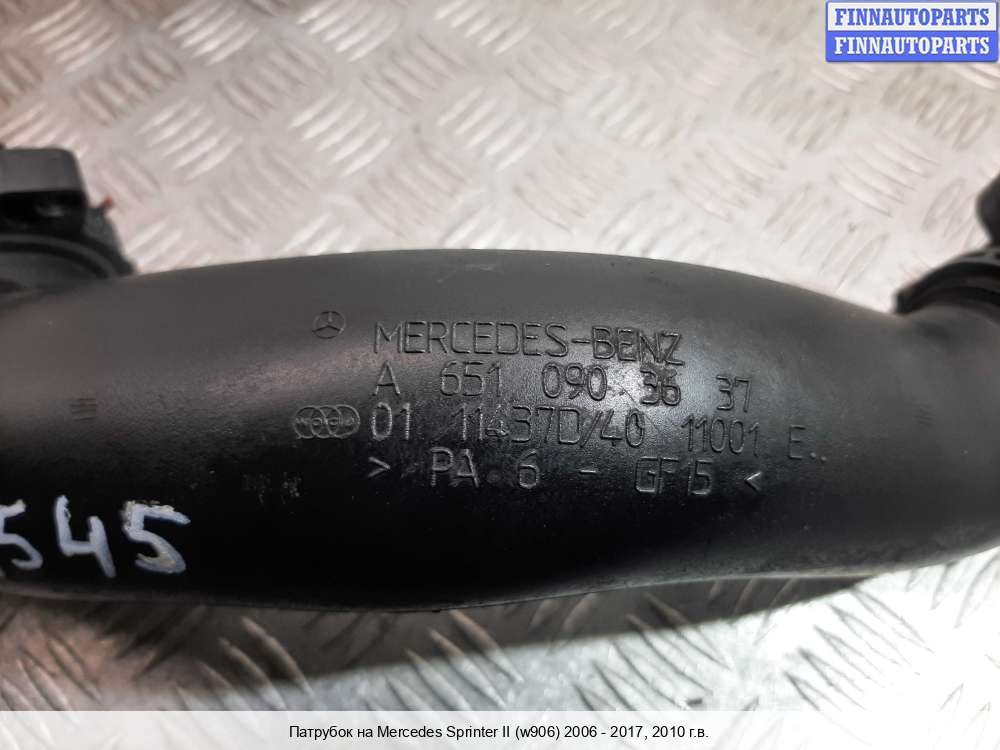 FINNAUTOPARTS
FINNAUTOPARTS
MERCEDES-BENZ
A 651 090 36 37
01 11437D/40 11001 E..
> PA 6 - GF15 <
545
Патрубок на Mercedes Sprinter II (w906) 2006 - 2017, 2010 г.в.